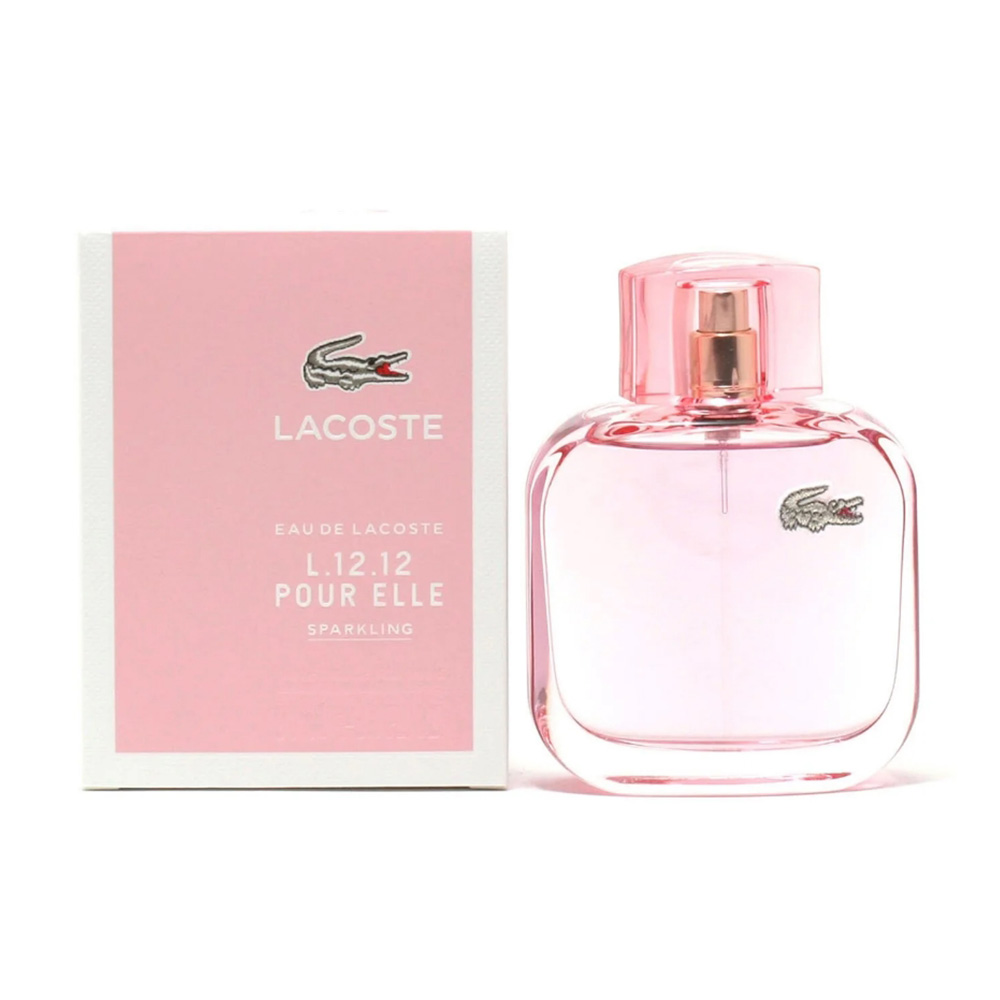 LACOSTE
EAU DE LACOSTE
L.12.12
POUR ELLE
SPARKLING